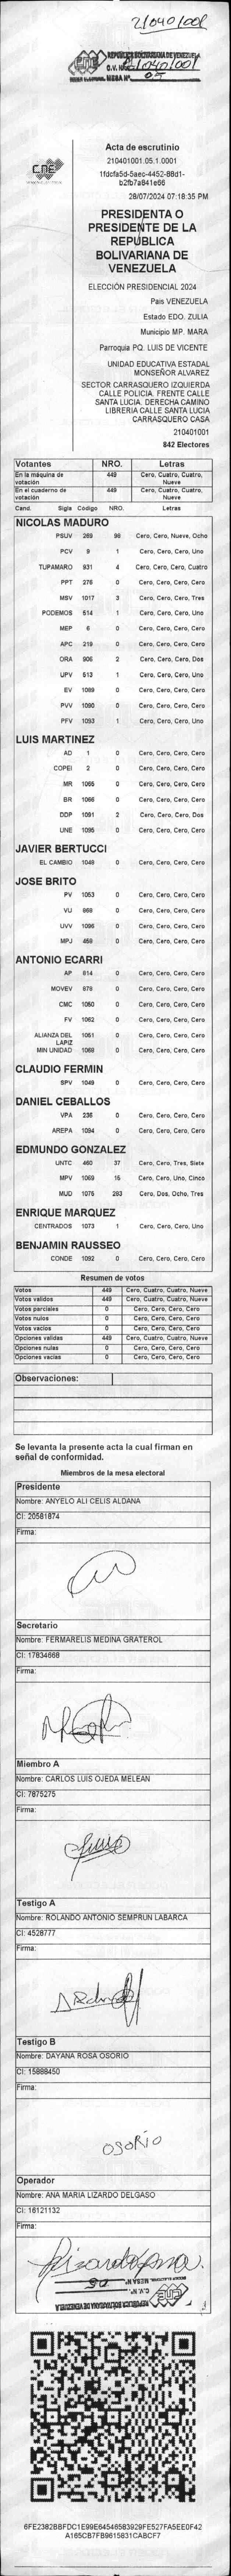 210401001
REPÚBLICA BOLIVARIANA DE VENEZUELA
C.V. Nº. 210401001
MESA Nº. 05
CNE
Acta de escrutinio
210401001.05.1.0001
1fdcfa5d-5aec-4452-88d1-
b2fb7a841e66
28/07/2024 07:18:35 PM
PRESIDENTA O
PRESIDENTE DE LA
REPÚBLICA
BOLIVARIANA DE
VENEZUELA
ELECCIÓN PRESIDENCIAL 2024
Pais VENEZUELA
Estado EDO. ZULIA
Municipio MP. MARA
Parroquia PQ. LUIS DE VICENTE
UNIDAD EDUCATIVA ESTADAL
MONSEÑOR ALVAREZ
SECTOR CARRASQUERO IZQUIERDA
CALLE POLICIA. FRENTE CALLE
SANTA LUCIA. DERECHA CAMINO
LIBRERIA CALLE SANTA LUCIA
CARRASQUERO CASA
210401001
842 Electores
Votantes NRO. Letras
En la máquina de votación 449 Cero, Cuatro, Cuatro, Nueve
En el cuaderno de votación 449 Cero, Cuatro, Cuatro, Nueve
Cand. Sigla Código NRO. Letras
NICOLAS MADURO
PSUV 269 98 Cero, Cero, Nueve, Ocho
PCV 9 1 Cero, Cero, Cero, Uno
TUPAMARO 931 4 Cero, Cero, Cero, Cuatro
PPT 276 0 Cero, Cero, Cero, Cero
MSV 1017 3 Cero, Cero, Cero, Tres
PODEMOS 514 1 Cero, Cero, Cero, Uno
MEP 6 0 Cero, Cero, Cero, Cero
APC 219 0 Cero, Cero, Cero, Cero
ORA 906 2 Cero, Cero, Cero, Dos
UPV 513 1 Cero, Cero, Cero, Uno
EV 1089 0 Cero, Cero, Cero, Cero
PVV 1090 0 Cero, Cero, Cero, Cero
PFV 1093 1 Cero, Cero, Cero, Uno
LUIS MARTINEZ
AD 1 0 Cero, Cero, Cero, Cero
COPEI 2 0 Cero, Cero, Cero, Cero
MR 1065 0 Cero, Cero, Cero, Cero
BR 1066 0 Cero, Cero, Cero, Cero
DDP 1091 2 Cero, Cero, Cero, Dos
UNE 1095 0 Cero, Cero, Cero, Cero
JAVIER BERTUCCI
EL CAMBIO 1048 0 Cero, Cero, Cero, Cero
JOSE BRITO
PV 1053 0 Cero, Cero, Cero, Cero
VU 868 0 Cero, Cero, Cero, Cero
UVV 1096 0 Cero, Cero, Cero, Cero
MPJ 458 0 Cero, Cero, Cero, Cero
ANTONIO ECARRI
AP 814 0 Cero, Cero, Cero, Cero
MOVEV 878 0 Cero, Cero, Cero, Cero
CMC 1050 0 Cero, Cero, Cero, Cero
FV 1062 0 Cero, Cero, Cero, Cero
ALIANZA DEL LAPIZ 1051 0 Cero, Cero, Cero, Cero
MIN UNIDAD 1068 0 Cero, Cero, Cero, Cero
CLAUDIO FERMIN
SPV 1049 0 Cero, Cero, Cero, Cero
DANIEL CEBALLOS
VPA 236 0 Cero, Cero, Cero, Cero
AREPA 1094 0 Cero, Cero, Cero, Cero
EDMUNDO GONZALEZ
UNTC 460 37 Cero, Cero, Tres, Siete
MPV 1069 15 Cero, Cero, Uno, Cinco
MUD 1075 283 Cero, Dos, Ocho, Tres
ENRIQUE MARQUEZ
CENTRADOS 1073 1 Cero, Cero, Cero, Uno
BENJAMIN RAUSSEO
CONDE 1092 0 Cero, Cero, Cero, Cero
Resumen de votos
Votos 449 Cero, Cuatro, Cuatro, Nueve
Votos validos 449 Cero, Cuatro, Cuatro, Nueve
Votos parciales 0 Cero, Cero, Cero, Cero
Votos nulos 0 Cero, Cero, Cero, Cero
Votos vacios 0 Cero, Cero, Cero, Cero
Opciones validas 449 Cero, Cuatro, Cuatro, Nueve
Opciones nulas 0 Cero, Cero, Cero, Cero
Opciones vacias 0 Cero, Cero, Cero, Cero
Observaciones:
Se levanta la presente acta la cual firman en
señal de conformidad.
Miembros de la mesa electoral
Presidente
Nombre: ANYELO ALI CELIS ALDANA
CI: 20581874
Firma:
Secretario
Nombre: FERMARELIS MEDINA GRATEROL
CI: 17834668
Firma:
Miembro A
Nombre: CARLOS LUIS OJEDA MELEAN
CI: 7875275
Firma:
Testigo A
Nombre: ROLANDO ANTONIO SEMPRUN LABARCA
CI: 4528777
Firma:
Testigo B
Nombre: DAYANA ROSA OSORIO
CI: 15888450
Firma:
OSORIO
Operador
Nombre: ANA MARIA LIZARDO DELGASO
CI: 16121132
Firma:
REPÚBLICA BOLIVARIANA DE VENEZUELA
C.V. Nº.
MESA Nº. 05
CNE
6FE2382BBFDC1E99E64546583929FE527FA5EE0F42
A165CB7FB9615831CABCF7